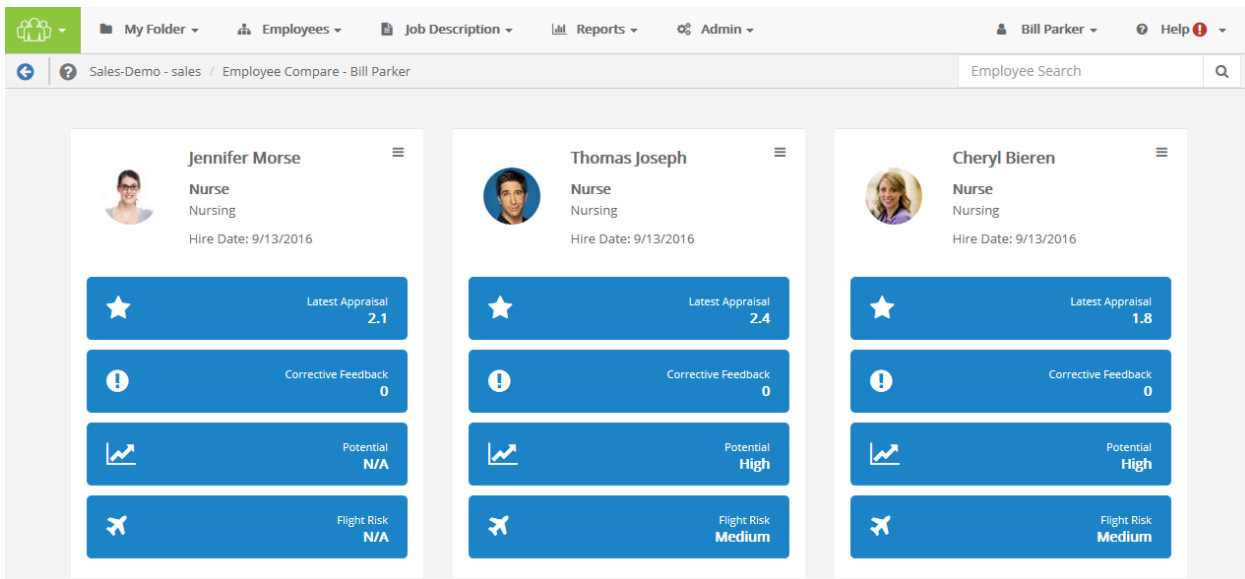 My Folder Employees Job Description Reports Admin Bill Parker Help
Sales-Demo - sales / Employee Compare - Bill Parker Employee Search
Jennifer Morse
Nurse
Nursing
Hire Date: 9/13/2016
Latest Appraisal
2.1
Corrective Feedback
0
Potential
N/A
Flight Risk
N/A
Thomas Joseph
Nurse
Nursing
Hire Date: 9/13/2016
Latest Appraisal
2.4
Corrective Feedback
0
Potential
High
Flight Risk
Medium
Cheryl Bieren
Nurse
Nursing
Hire Date: 9/13/2016
Latest Appraisal
1.8
Corrective Feedback
0
Potential
High
Flight Risk
Medium